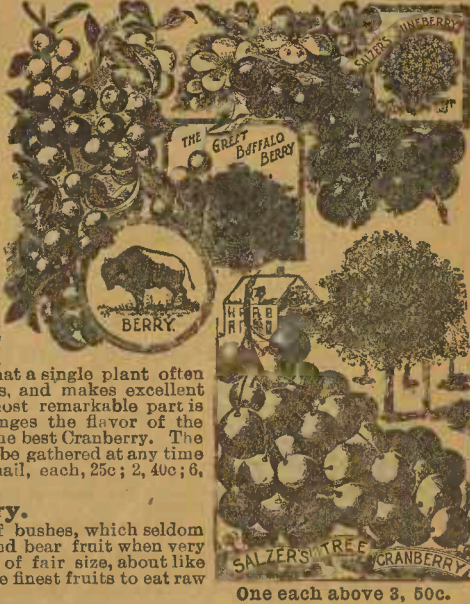 SALZER'S JUNEBERRY
THE GREAT BUFFALO
BERRY
BERRY.
hat a single plant often
s, and makes excellent
ost remarkable part is
nges the flavor of the
he best Cranberry. The
be gathered at any time
nail, each, 25c; 2, 40c; 6,
ry.
f bushes, which seldom
nd bear fruit when very
of fair size, about like
e finest fruits to eat raw
SALZER'S TREE CRANBERRY
One each above 3, 50c.